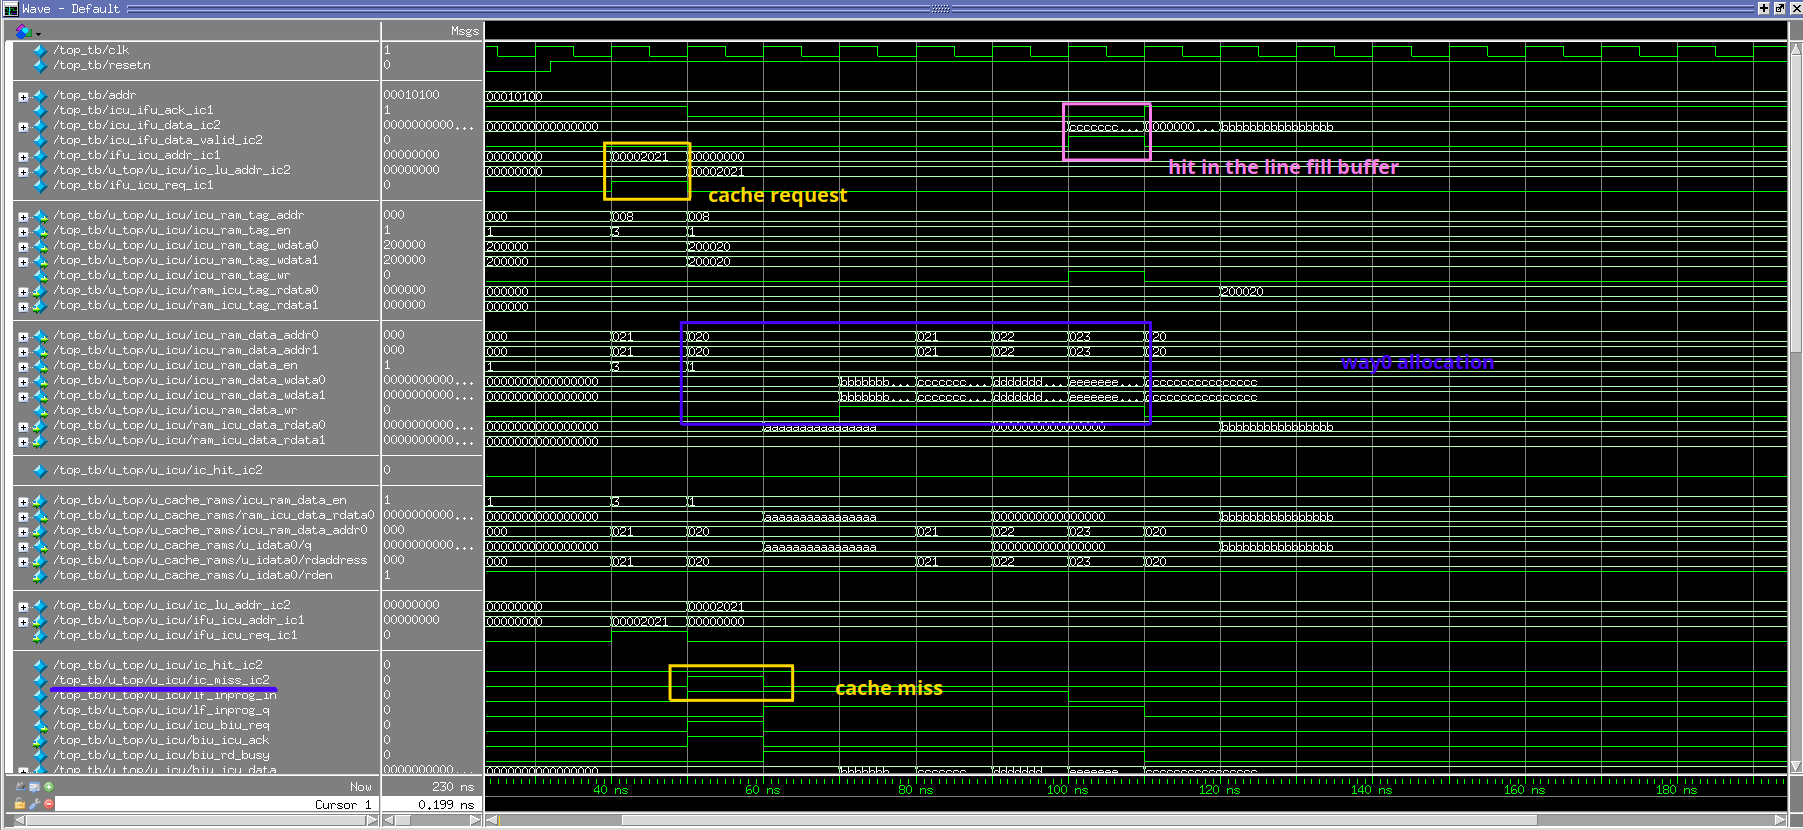 Wave - Default
Msgs
/top_tb/clk 1
/top_tb/resetn 0
/top_tb/addr 00010100 00010100
/top_tb/icu_ifu_ack_ic1 1
/top_tb/icu_ifu_data_ic2 0000000000... 0000000000000000 ccccccc... 0000000... bbbbbbbbbbbbbbbb
/top_tb/icu_ifu_data_valid_ic2 0
/top_tb/ifu_icu_addr_ic1 00000000 00000000 00002021 00000000
hit in the line fill buffer
/top_tb/u_top/u_icu/ic_lu_addr_ic2 00000000 00000000 00002021
/top_tb/ifu_icu_req_ic1 0
cache request
/top_tb/u_top/u_icu/icu_ram_tag_addr 000 000 008 008
/top_tb/u_top/u_icu/icu_ram_tag_en 1 1 3 1
/top_tb/u_top/u_icu/icu_ram_tag_wdata0 200000 200000 200020
/top_tb/u_top/u_icu/icu_ram_tag_wdata1 200000 200000 200020
/top_tb/u_top/u_icu/icu_ram_tag_wr 0
/top_tb/u_top/u_icu/ram_icu_tag_rdata0 000000 000000 200020
/top_tb/u_top/u_icu/ram_icu_tag_rdata1 000000 000000
/top_tb/u_top/u_icu/icu_ram_data_addr0 000 000 021 020 021 022 023 020
/top_tb/u_top/u_icu/icu_ram_data_addr1 000 000 021 020 021 022 023 020
/top_tb/u_top/u_icu/icu_ram_data_en 1 1 3 1
way0 allocation
/top_tb/u_top/u_icu/icu_ram_data_wdata0 0000000000... 0000000000000000 bbbbbbb... ccccccc... ddddddd... eeeeeee... cccccccccccccccc
/top_tb/u_top/u_icu/icu_ram_data_wdata1 0000000000... 0000000000000000 bbbbbbb... ccccccc... ddddddd... eeeeeee... cccccccccccccccc
/top_tb/u_top/u_icu/icu_ram_data_wr 0
/top_tb/u_top/u_icu/ram_icu_data_rdata0 0000000000... 0000000000000000 aaaaaaaaaaaaaaaa 0000000000000000 bbbbbbbbbbbbbbbb
/top_tb/u_top/u_icu/ram_icu_data_rdata1 0000000000... 0000000000000000
/top_tb/u_top/u_icu/ic_hit_ic2 0
/top_tb/u_top/u_cache_rams/icu_ram_data_en 1 1 3 1
/top_tb/u_top/u_cache_rams/ram_icu_data_rdata0 0000000000... 0000000000000000 aaaaaaaaaaaaaaaa 0000000000000000 bbbbbbbbbbbbbbbb
/top_tb/u_top/u_cache_rams/icu_ram_data_addr0 000 000 021 020 021 022 023 020
/top_tb/u_top/u_cache_rams/u_idata0/q 0000000000... 0000000000000000 aaaaaaaaaaaaaaaa 0000000000000000 bbbbbbbbbbbbbbbb
/top_tb/u_top/u_cache_rams/u_idata0/rdaddress 000 000 021 020 021 022 023 020
/top_tb/u_top/u_cache_rams/u_idata0/rden 1
/top_tb/u_top/u_icu/ic_lu_addr_ic2 00000000 00000000 00002021
/top_tb/u_top/u_icu/ifu_icu_addr_ic1 00000000 00000000 00002021 00000000
/top_tb/u_top/u_icu/ifu_icu_req_ic1 0
/top_tb/u_top/u_icu/ic_hit_ic2 0
/top_tb/u_top/u_icu/ic_miss_ic2 0
cache miss
/top_tb/u_top/u_icu/lf_inprog_in 0
/top_tb/u_top/u_icu/lf_inprog_q 0
/top_tb/u_top/u_icu/icu_biu_req 0
/top_tb/u_top/u_icu/biu_icu_ack 0
/top_tb/u_top/u_icu/biu_rd_busy 0
/top_tb/u_top/u_icu/biu_icu_data 0000000000... 0000000000000000 bbbbbbb ccccccc ddddddd eeeeeee cccccccccccccccc
Now 230 ns
40 ns 60 ns 80 ns 100 ns 120 ns 140 ns 160 ns 180 ns
Cursor 1 0.199 ns